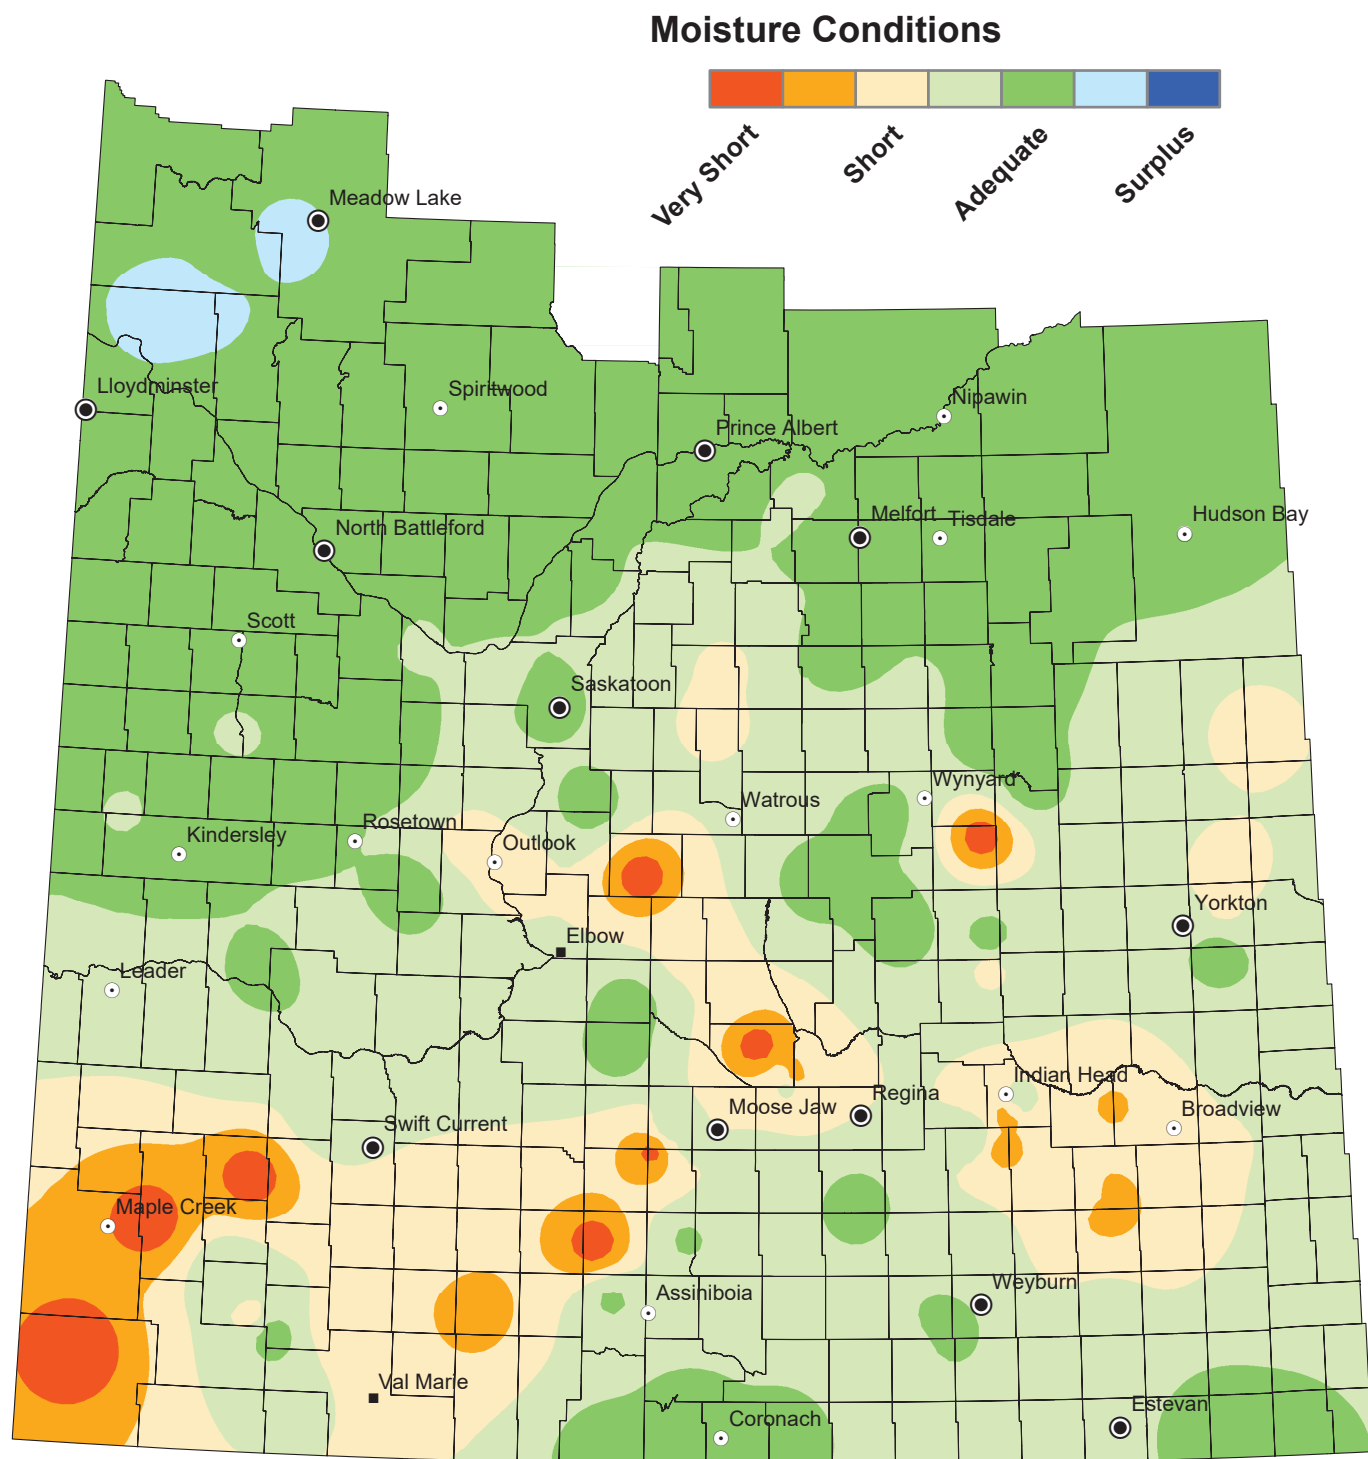 Moisture Conditions
Very Short
Short
Adequate
Surplus
Meadow Lake
Lloydminster
Spiritwood
Nipawin
Prince Albert
Melfort
Tisdale
Hudson Bay
North Battleford
Scott
Saskatoon
Wynyard
Watrous
Rosetown
Kindersley
Outlook
Yorkton
Elbow
Leader
Indian Head
Regina
Moose Jaw
Broadview
Swift Current
Maple Creek
Weyburn
Assiniboia
Val Marie
Estevan
Coronach